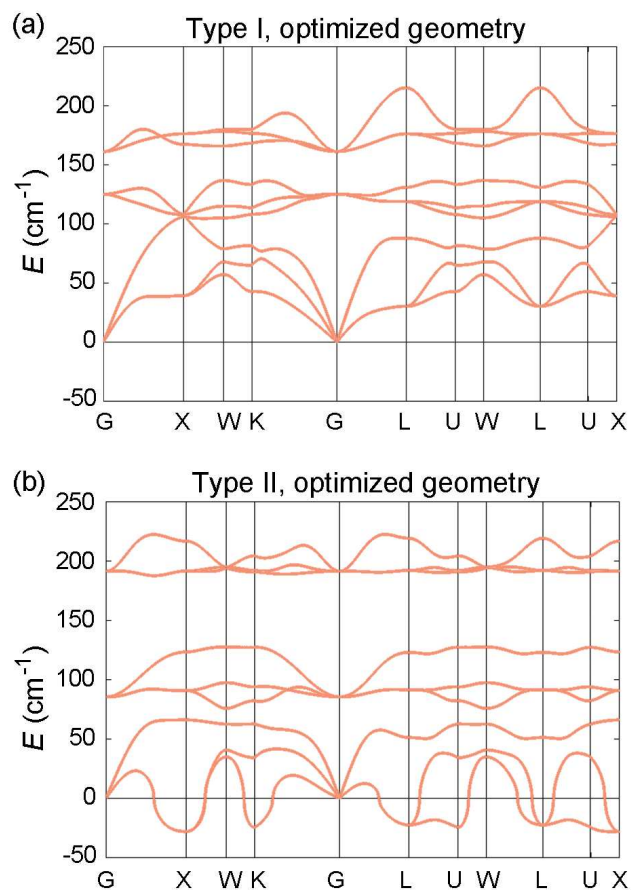 (a) Type I, optimized geometry
250
200
150
100
50
0
-50
E (cm⁻¹)
G X W K G L U W L U X
(b) Type II, optimized geometry
250
200
150
100
50
0
-50
E (cm⁻¹)
G X W K G L U W L U X